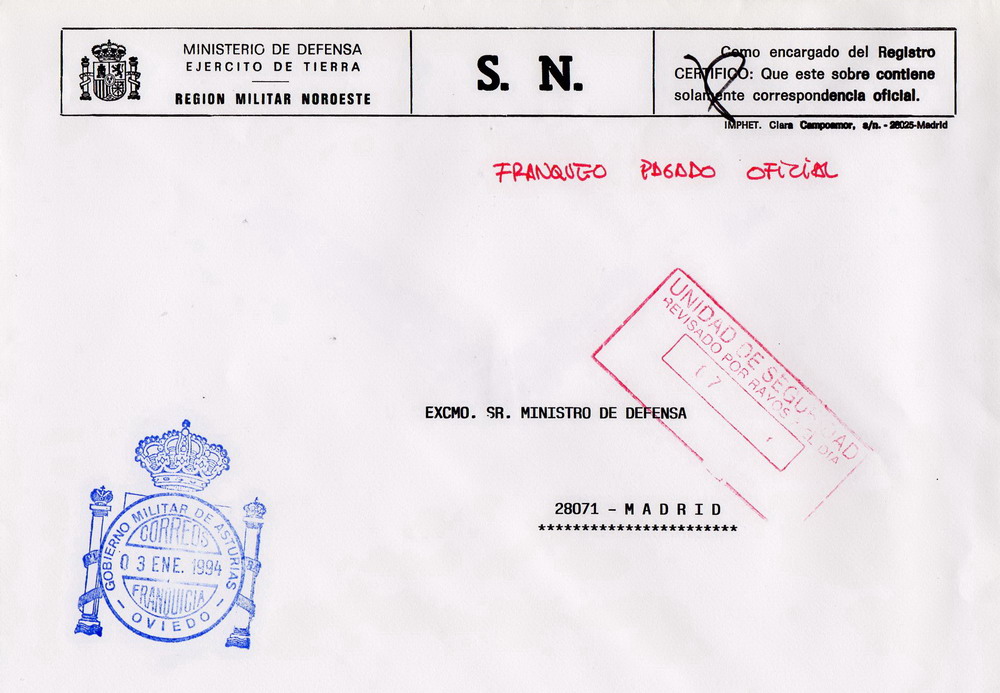 MINISTERIO DE DEFENSA
EJERCITO DE TIERRA
REGION MILITAR NOROESTE
S. N.
Como encargado del Registro
CERTIFICO: Que este sobre contiene
solamente correspondencia oficial.
IMPHET. Clara Campoamor, s/n. - 28025-Madrid
FRANQUEO PAGADO OFICIAL
UNIDAD DE SEGURIDAD
REVISADO POR RAYOS X EL DIA
17
EXCMO. SR. MINISTRO DE DEFENSA
28071 - M A D R I D
***********************
GOBIERNO MILITAR DE ASTURIAS
CORREOS
0 3 ENE. 1994
FRANQUICIA
- OVIEDO -